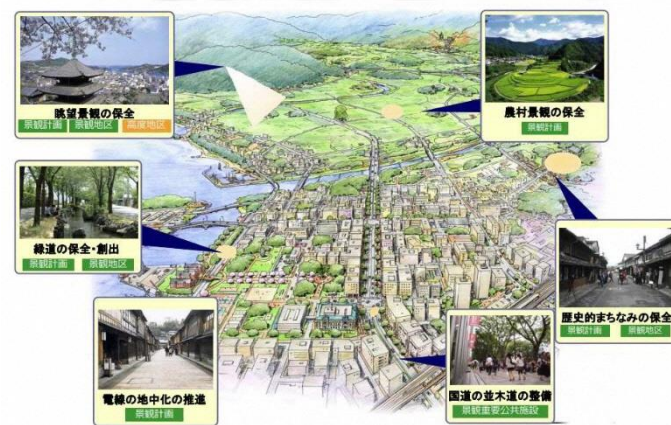 眺望景観の保全
景観計画 景観地区 高度地区
農村景観の保全
景観計画
緑道の保全・創出
景観計画 景観地区
歴史的まちなみの保全
景観計画 景観地区
電線の地中化の推進
景観計画
国道の並木道の整備
景観重要公共施設